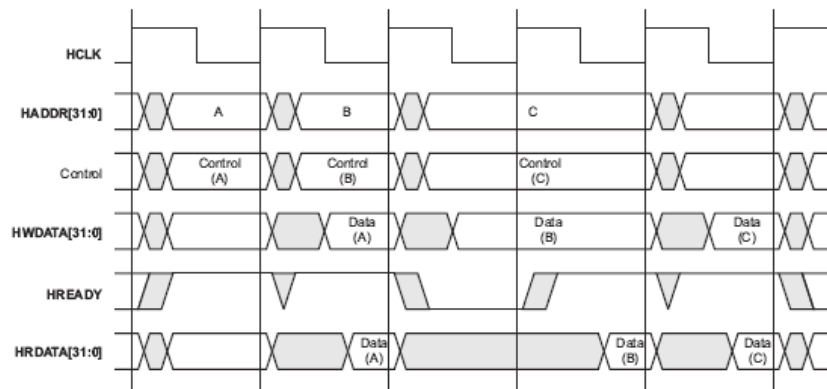 HCLK
HADDR[31:0]
A
B
C
Control
Control
(A)
Control
(B)
Control
(C)
HWDATA[31:0]
Data
(A)
Data
(B)
Data
(C)
HREADY
HRDATA[31:0]
Data
(A)
Data
(B)
Data
(C)